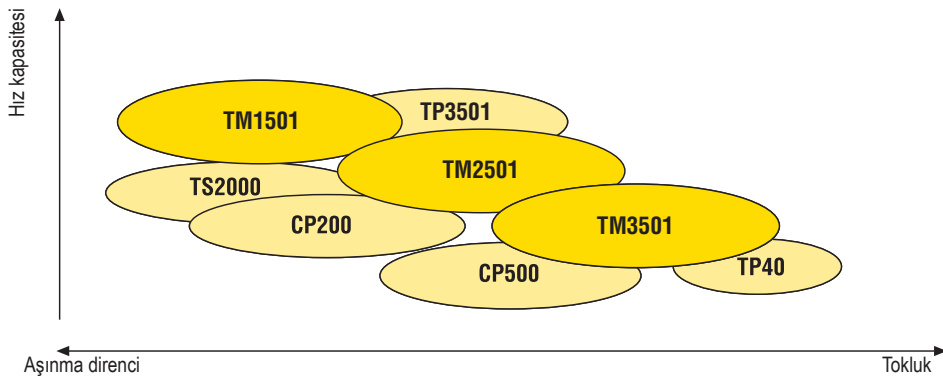 Hız kapasitesi
TP3501
TM1501
TM2501
TS2000
CP200
TM3501
CP500
TP40
Aşınma direnci
Tokluk